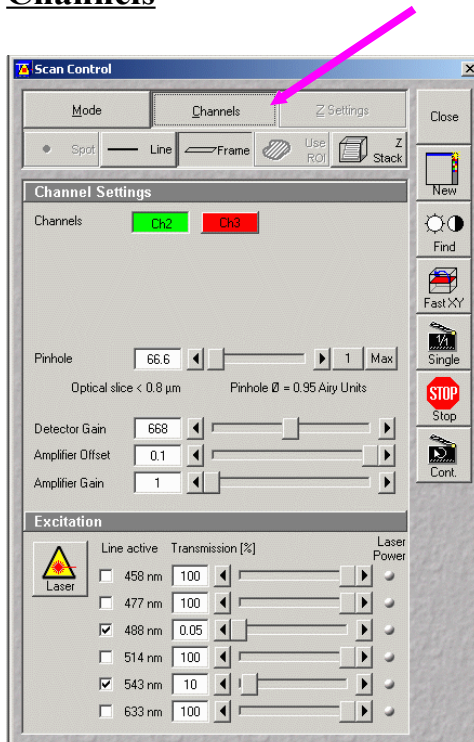 Channels
Scan Control
Mode Channels Z Settings Close
Spot Line Frame Use ROI Z Stack
New
Channel Settings
Channels Ch2 Ch3
Find
Fast XY
Pinhole 66.6 1 Max
1/1
Single
Optical slice < 0.8 µm Pinhole Ø = 0.95 Airy Units
STOP
Stop
Detector Gain 668
Amplifier Offset 0.1
Amplifier Gain 1
Cont.
Excitation
Line active Transmission [%] Laser Power
Laser
458 nm 100
477 nm 100
488 nm 0.05
514 nm 100
543 nm 10
633 nm 100